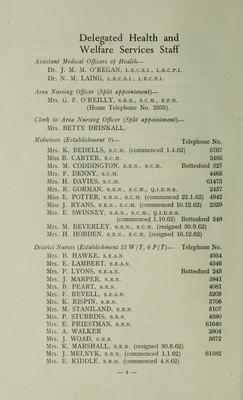 Delegated Health and
Welfare Services Staff
Assistant Medical Officers of Health—
Dr. J. M. M. O'REGAN, L.R.C.S.I., L.R.C.P.I.
Dr. N. M. LAING, L.R.C.S.I., L.R.C.P.I.
Area Nursing Officer (Split appointment)—
Mrs. G. F. O'REILLY, S.R.N., S.C.M., R.F.N.
(Home Telephone No. 2953).
Clerk to Area Nursing Officer (Split appointment)—
Mrs. BETTY DRINKALL.
Midwives (Establishment 9)— Telephone No.
Mrs. K. BEDELLS, S.C.M. (commenced 1.4.62) 3767
Miss B. CARTER, S.C.M. 2485
Mrs. M. CODDINGTON, S.R.N., S.C.M. Bottesford 327
Mrs. F. DENNY, S.C.M. 4465
Mrs. H. DAVIES, S.C.M. 61473
Mrs. R. GORMAN, S.R.N., S.C.M., Q.I.D.N.S. 2457
Miss E. POTTER, S.R.N., S.C.M. (commenced 22.1.62) 4942
Miss J. RYANS, S.R.N., S.C.M. (commenced 10.12.62) 2329
Mrs. E. SWINNEY, S.R.N., S.C.M., Q.I.D.N.S.
(commenced 1.10.62) Bottesford 548
Mrs. M. BEVERLEY, S.R.N., S.C.M. (resigned 30.9.62)
Mrs. H. HOBDEN, S.R.N., S.C.M. (resigned 16.12.62)
District Nurses (Establishment 12 W/T, 6 P/T)— Telephone No.
Mrs. B. HAWKE, S.E.A.N. 4954
Mrs. E. LAMBERT, S.E.A.N. 4346
Mrs. P. LYONS, S.E.A.N. Bottesford 243
Mrs. J. MARPER, S.R.N. 3841
Mrs. B. PEART, S.R.N. 4081
Mrs. F. REVELL, S.E.A.N. 5203
Mrs. K. RISPIN, S.R.N. 3706
Mrs. M. STANILAND, S.R.N. 5107
Mrs. P. STUBBINS, S.R.N. 4380
Mrs. E. PRIESTMAN, S.R.N. 61640
Mrs. A. WALKER 2804
Mrs. J. WOAD, S.R.N. 5672
Mrs. K. MARSHALL, S.R.N. (resigned 30.6.62)
Mrs. J. MELNYK, S.R.N. (commenced 1.1.62) 61582
Mrs. E. KIDDLE, S.R.N. (commenced 4.8.62)
— 4 —